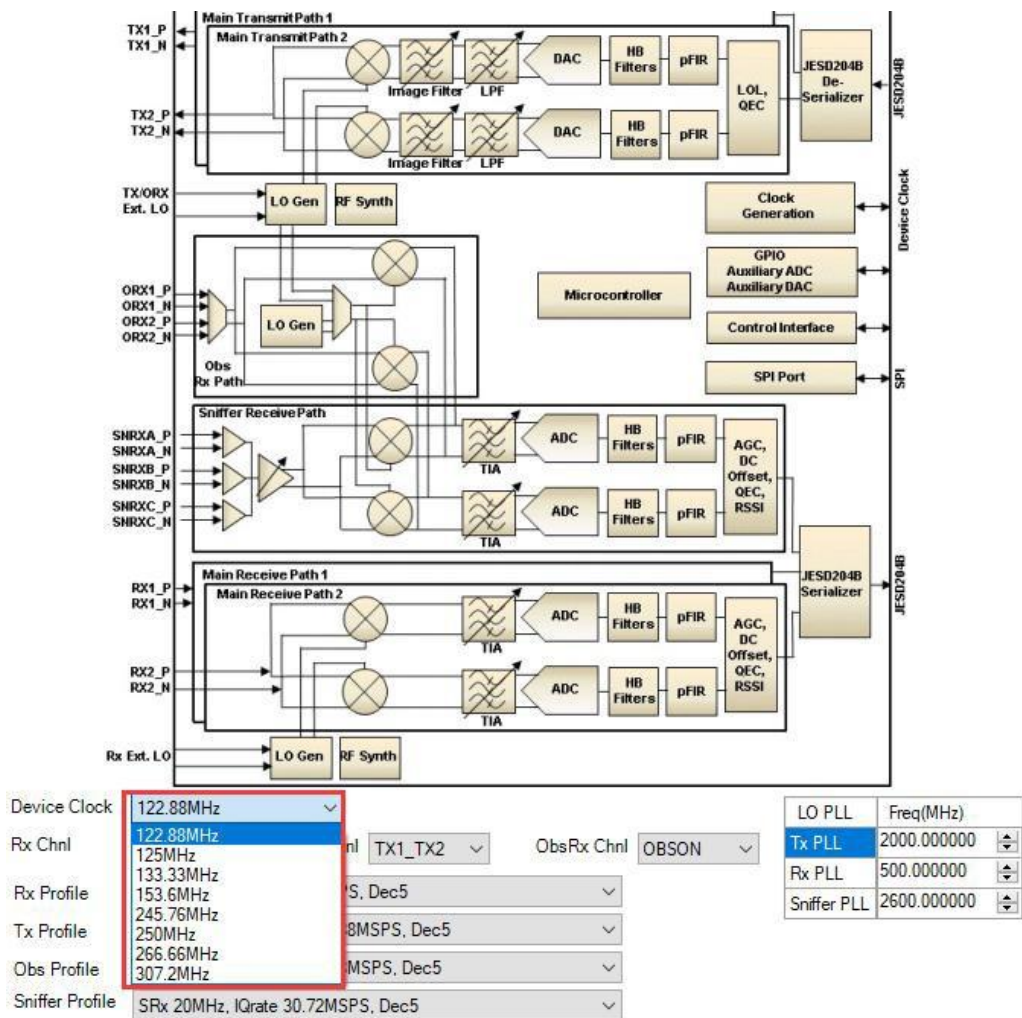 Main Transmit Path 1
TX1_P
TX1_N
Main Transmit Path 2
Image Filter
LPF
DAC
HB
Filters
pFIR
LOL,
QEC
JESD204B
De-
Serializer
JESD204B
TX2_P
TX2_N
Image Filter
LPF
DAC
HB
Filters
pFIR
TX/ORX
Ext. LO
LO Gen
RF Synth
Clock
Generation
Device Clock
GPIO
Auxiliary ADC
Auxiliary DAC
Microcontroller
Control Interface
SPI Port
SPI
ORX1_P
ORX1_N
ORX2_P
ORX2_N
LO Gen
Obs
Rx Path
Sniffer Receive Path
SNRXA_P
SNRXA_N
SNRXB_P
SNRXB_N
SNRXC_P
SNRXC_N
TIA
ADC
HB
Filters
pFIR
AGC,
DC
Offset,
QEC,
RSSI
TIA
ADC
HB
Filters
pFIR
JESD204B
Serializer
JESD204B
Main Receive Path 1
RX1_P
RX1_N
Main Receive Path 2
TIA
ADC
HB
Filters
pFIR
AGC,
DC
Offset,
QEC,
RSSI
RX2_P
RX2_N
TIA
ADC
HB
Filters
pFIR
Rx Ext. LO
LO Gen
RF Synth
Device Clock 122.88MHz
122.88MHz
125MHz
133.33MHz
153.6MHz
245.76MHz
250MHz
266.66MHz
307.2MHz
Rx Chnl
TX1_TX2
ObsRx Chnl OBSON
Rx Profile
PS, Dec5
Tx Profile
8MSPS, Dec5
Obs Profile
MSPS, Dec5
Sniffer Profile SRx 20MHz, IQrate 30.72MSPS, Dec5
LO PLL Freq(MHz)
Tx PLL 2000.000000
Rx PLL 500.000000
Sniffer PLL 2600.000000